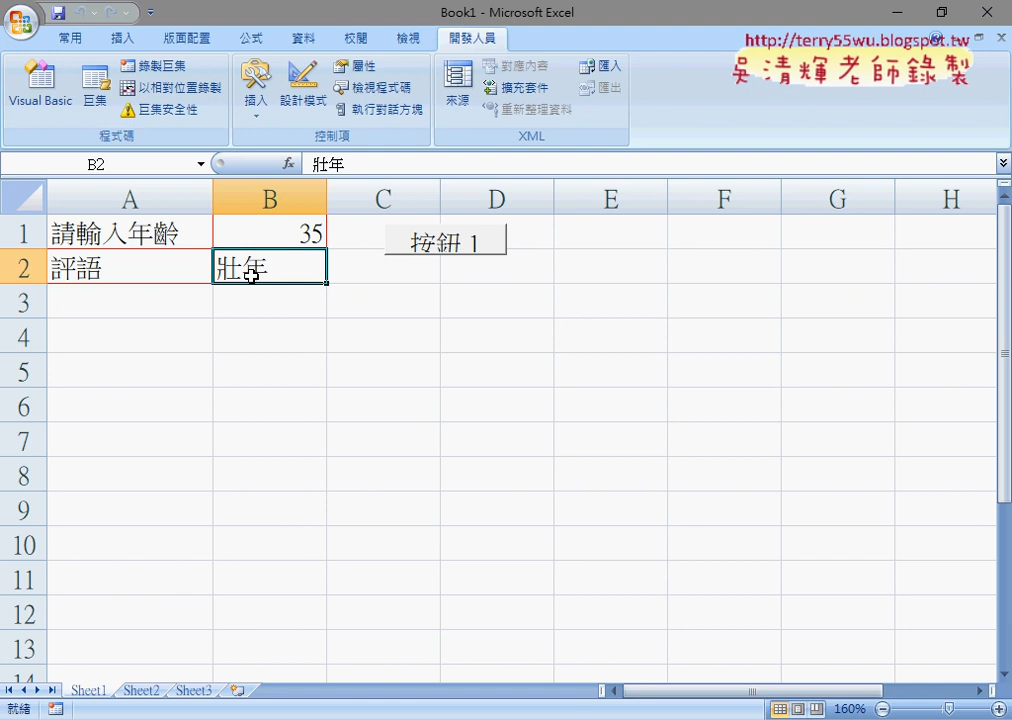 Book1 - Microsoft Excel
常用 插入 版面配置 公式 資料 校閱 檢視 開發人員
http://terry55wu.blogspot.tw
吳清輝老師錄製
Visual Basic
巨集
錄製巨集
以相對位置錄製
巨集安全性
程式碼
插入
設計模式
屬性
檢視程式碼
執行對話方塊
控制項
來源
對應內容
擴充套件
重新整理資料
匯入
匯出
XML
B2 fx 壯年
A B C D E F G H
1 請輸入年齡 35 按鈕 1
2 評語 壯年
3
4
5
6
7
8
9
10
11
12
13
14
Sheet1 Sheet2 Sheet3
就緒 160%